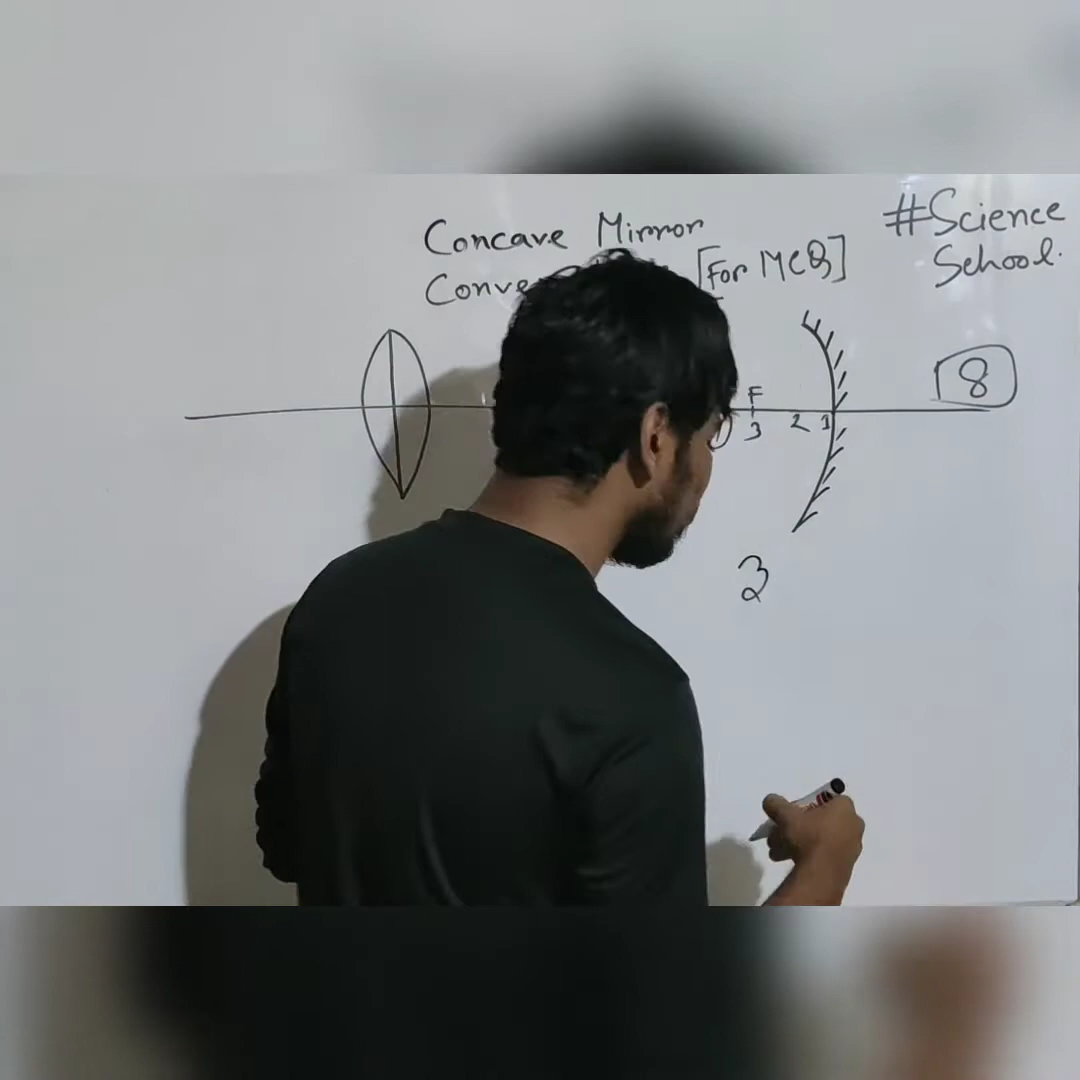 Concave Mirror
[For MCQ]
#Science
School.
8
F
3 2 1
3